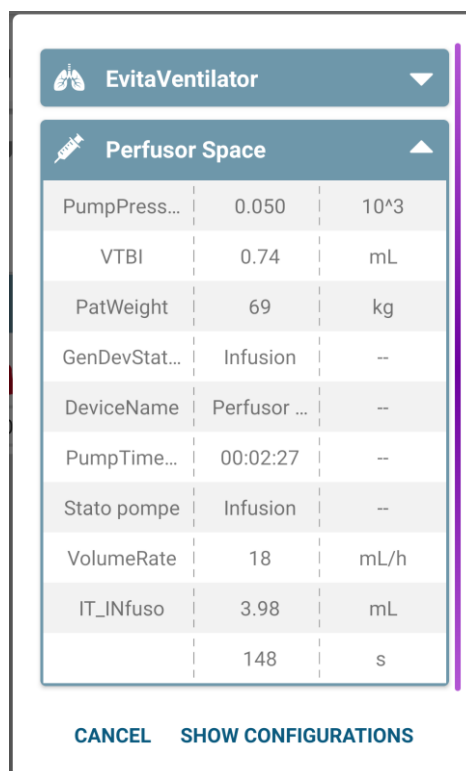 EvitaVentilator
Perfusor Space
PumpPress... 0.050 10^3
VTBI 0.74 mL
PatWeight 69 kg
GenDevStat... Infusion --
DeviceName Perfusor ... --
PumpTime... 00:02:27 --
Stato pompe Infusion --
VolumeRate 18 mL/h
IT_INfuso 3.98 mL
148 s
CANCEL SHOW CONFIGURATIONS